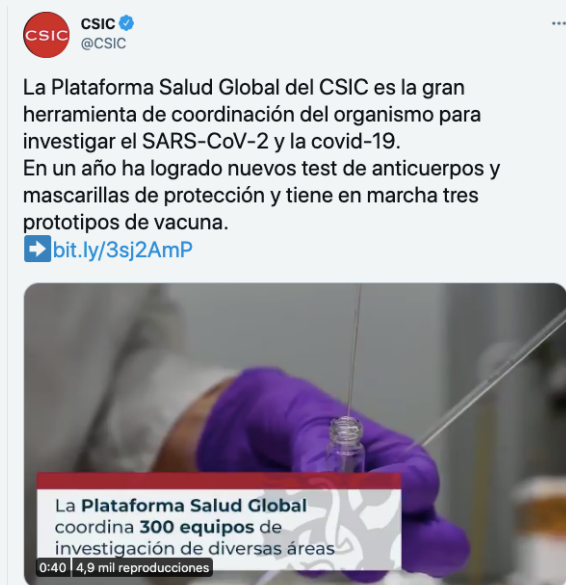 CSIC
CSIC
@CSIC
La Plataforma Salud Global del CSIC es la gran
herramienta de coordinación del organismo para
investigar el SARS-CoV-2 y la covid-19.
En un año ha logrado nuevos test de anticuerpos y
mascarillas de protección y tiene en marcha tres
prototipos de vacuna.
➡bit.ly/3sj2AmP
La Plataforma Salud Global
coordina 300 equipos de
investigación de diversas áreas
0:40 4,9 mil reproducciones